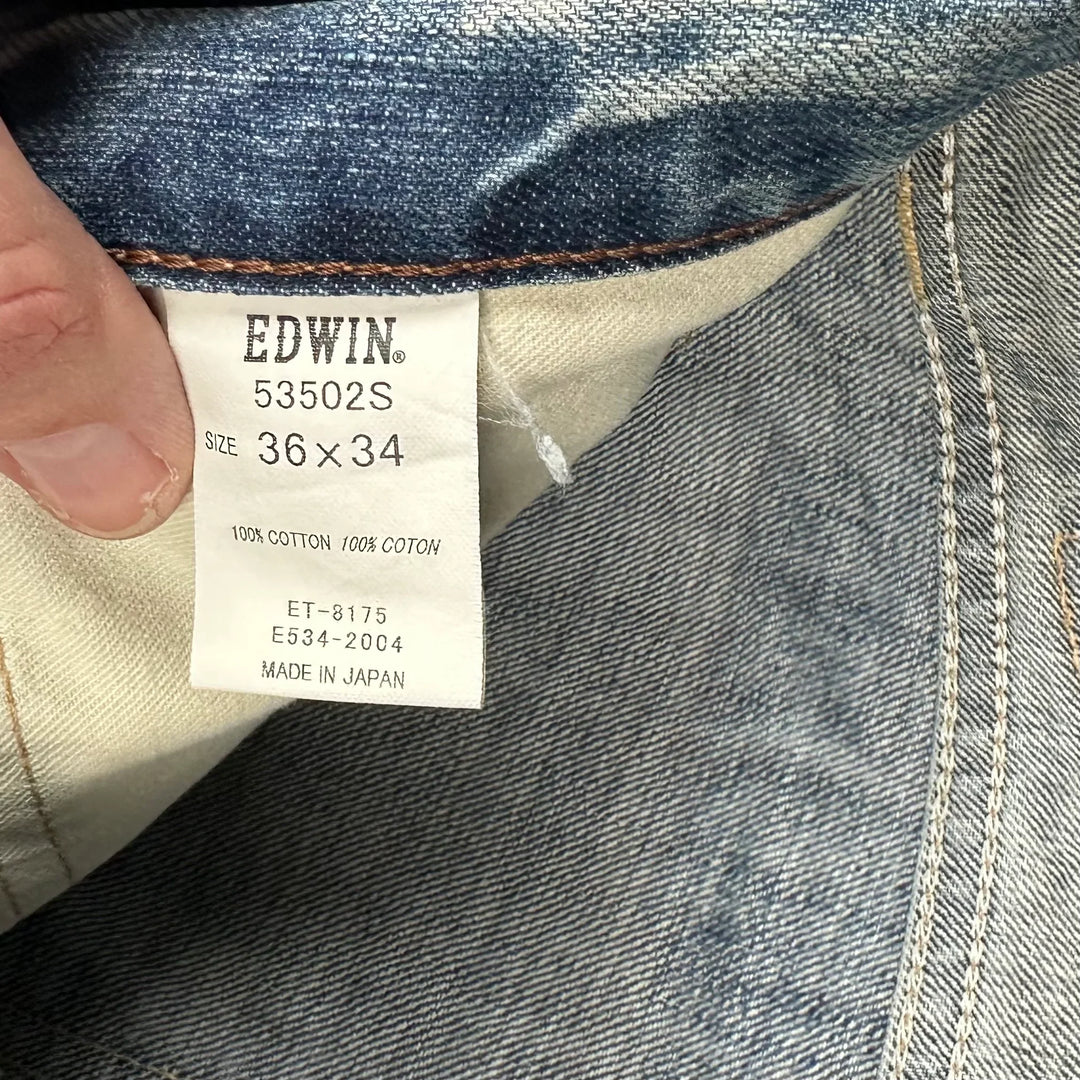 EDWIN®
53502S
SIZE 36×34
100% COTTON 100% COTON
ET-8175
E534-2004
MADE IN JAPAN